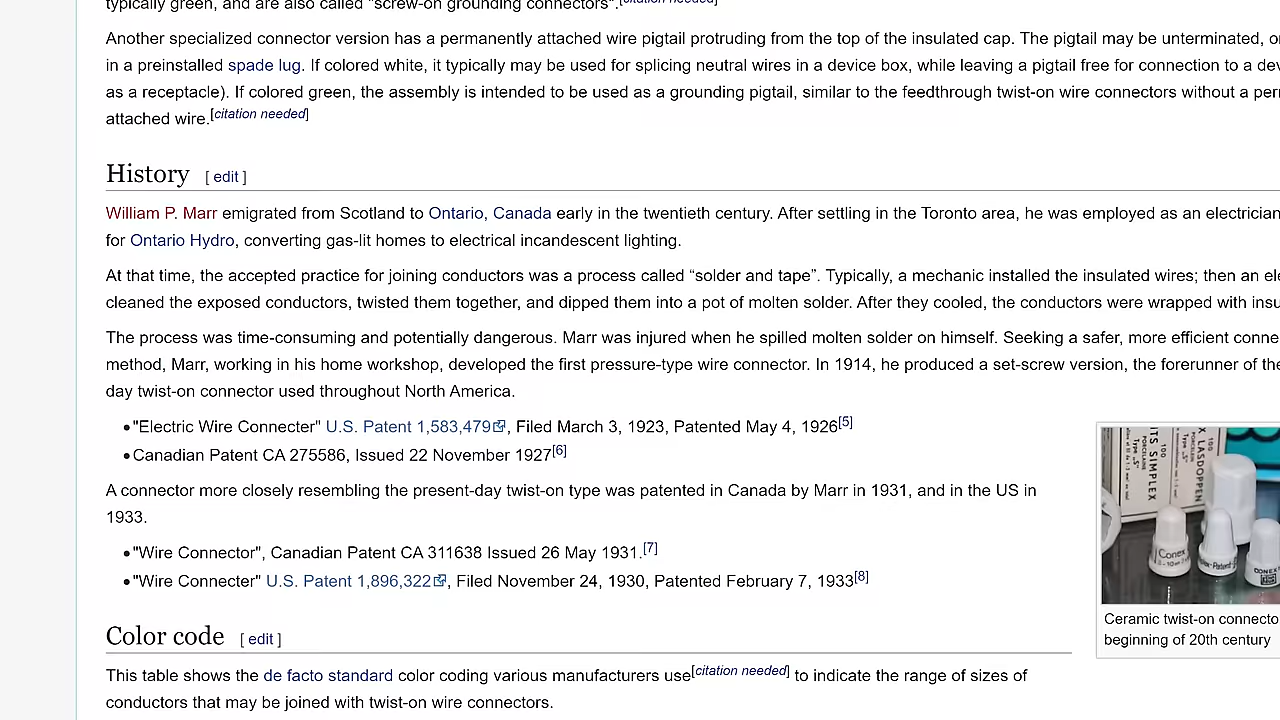 typically green, and are also called "screw-on grounding connectors".[citation needed]
Another specialized connector version has a permanently attached wire pigtail protruding from the top of the insulated cap. The pigtail may be unterminated, o
in a preinstalled spade lug. If colored white, it typically may be used for splicing neutral wires in a device box, while leaving a pigtail free for connection to a de
as a receptacle). If colored green, the assembly is intended to be used as a grounding pigtail, similar to the feedthrough twist-on wire connectors without a per
attached wire.[citation needed]
History [ edit ]
William P. Marr emigrated from Scotland to Ontario, Canada early in the twentieth century. After settling in the Toronto area, he was employed as an electrician
for Ontario Hydro, converting gas-lit homes to electrical incandescent lighting.
At that time, the accepted practice for joining conductors was a process called “solder and tape”. Typically, a mechanic installed the insulated wires; then an ele
cleaned the exposed conductors, twisted them together, and dipped them into a pot of molten solder. After they cooled, the conductors were wrapped with insu
The process was time-consuming and potentially dangerous. Marr was injured when he spilled molten solder on himself. Seeking a safer, more efficient conne
method, Marr, working in his home workshop, developed the first pressure-type wire connector. In 1914, he produced a set-screw version, the forerunner of the
day twist-on connector used throughout North America.
• "Electric Wire Connecter" U.S. Patent 1,583,479, Filed March 3, 1923, Patented May 4, 1926[5]
• Canadian Patent CA 275586, Issued 22 November 1927[6]
A connector more closely resembling the present-day twist-on type was patented in Canada by Marr in 1931, and in the US in
1933.
• "Wire Connector", Canadian Patent CA 311638 Issued 26 May 1931.[7]
• "Wire Connecter" U.S. Patent 1,896,322, Filed November 24, 1930, Patented February 7, 1933[8]
ITS SIMPLEX
100
X LASDOPPEN
100
Conex
Ceramic twist-on connecto
beginning of 20th century
Color code [ edit ]
This table shows the de facto standard color coding various manufacturers use[citation needed] to indicate the range of sizes of
conductors that may be joined with twist-on wire connectors.